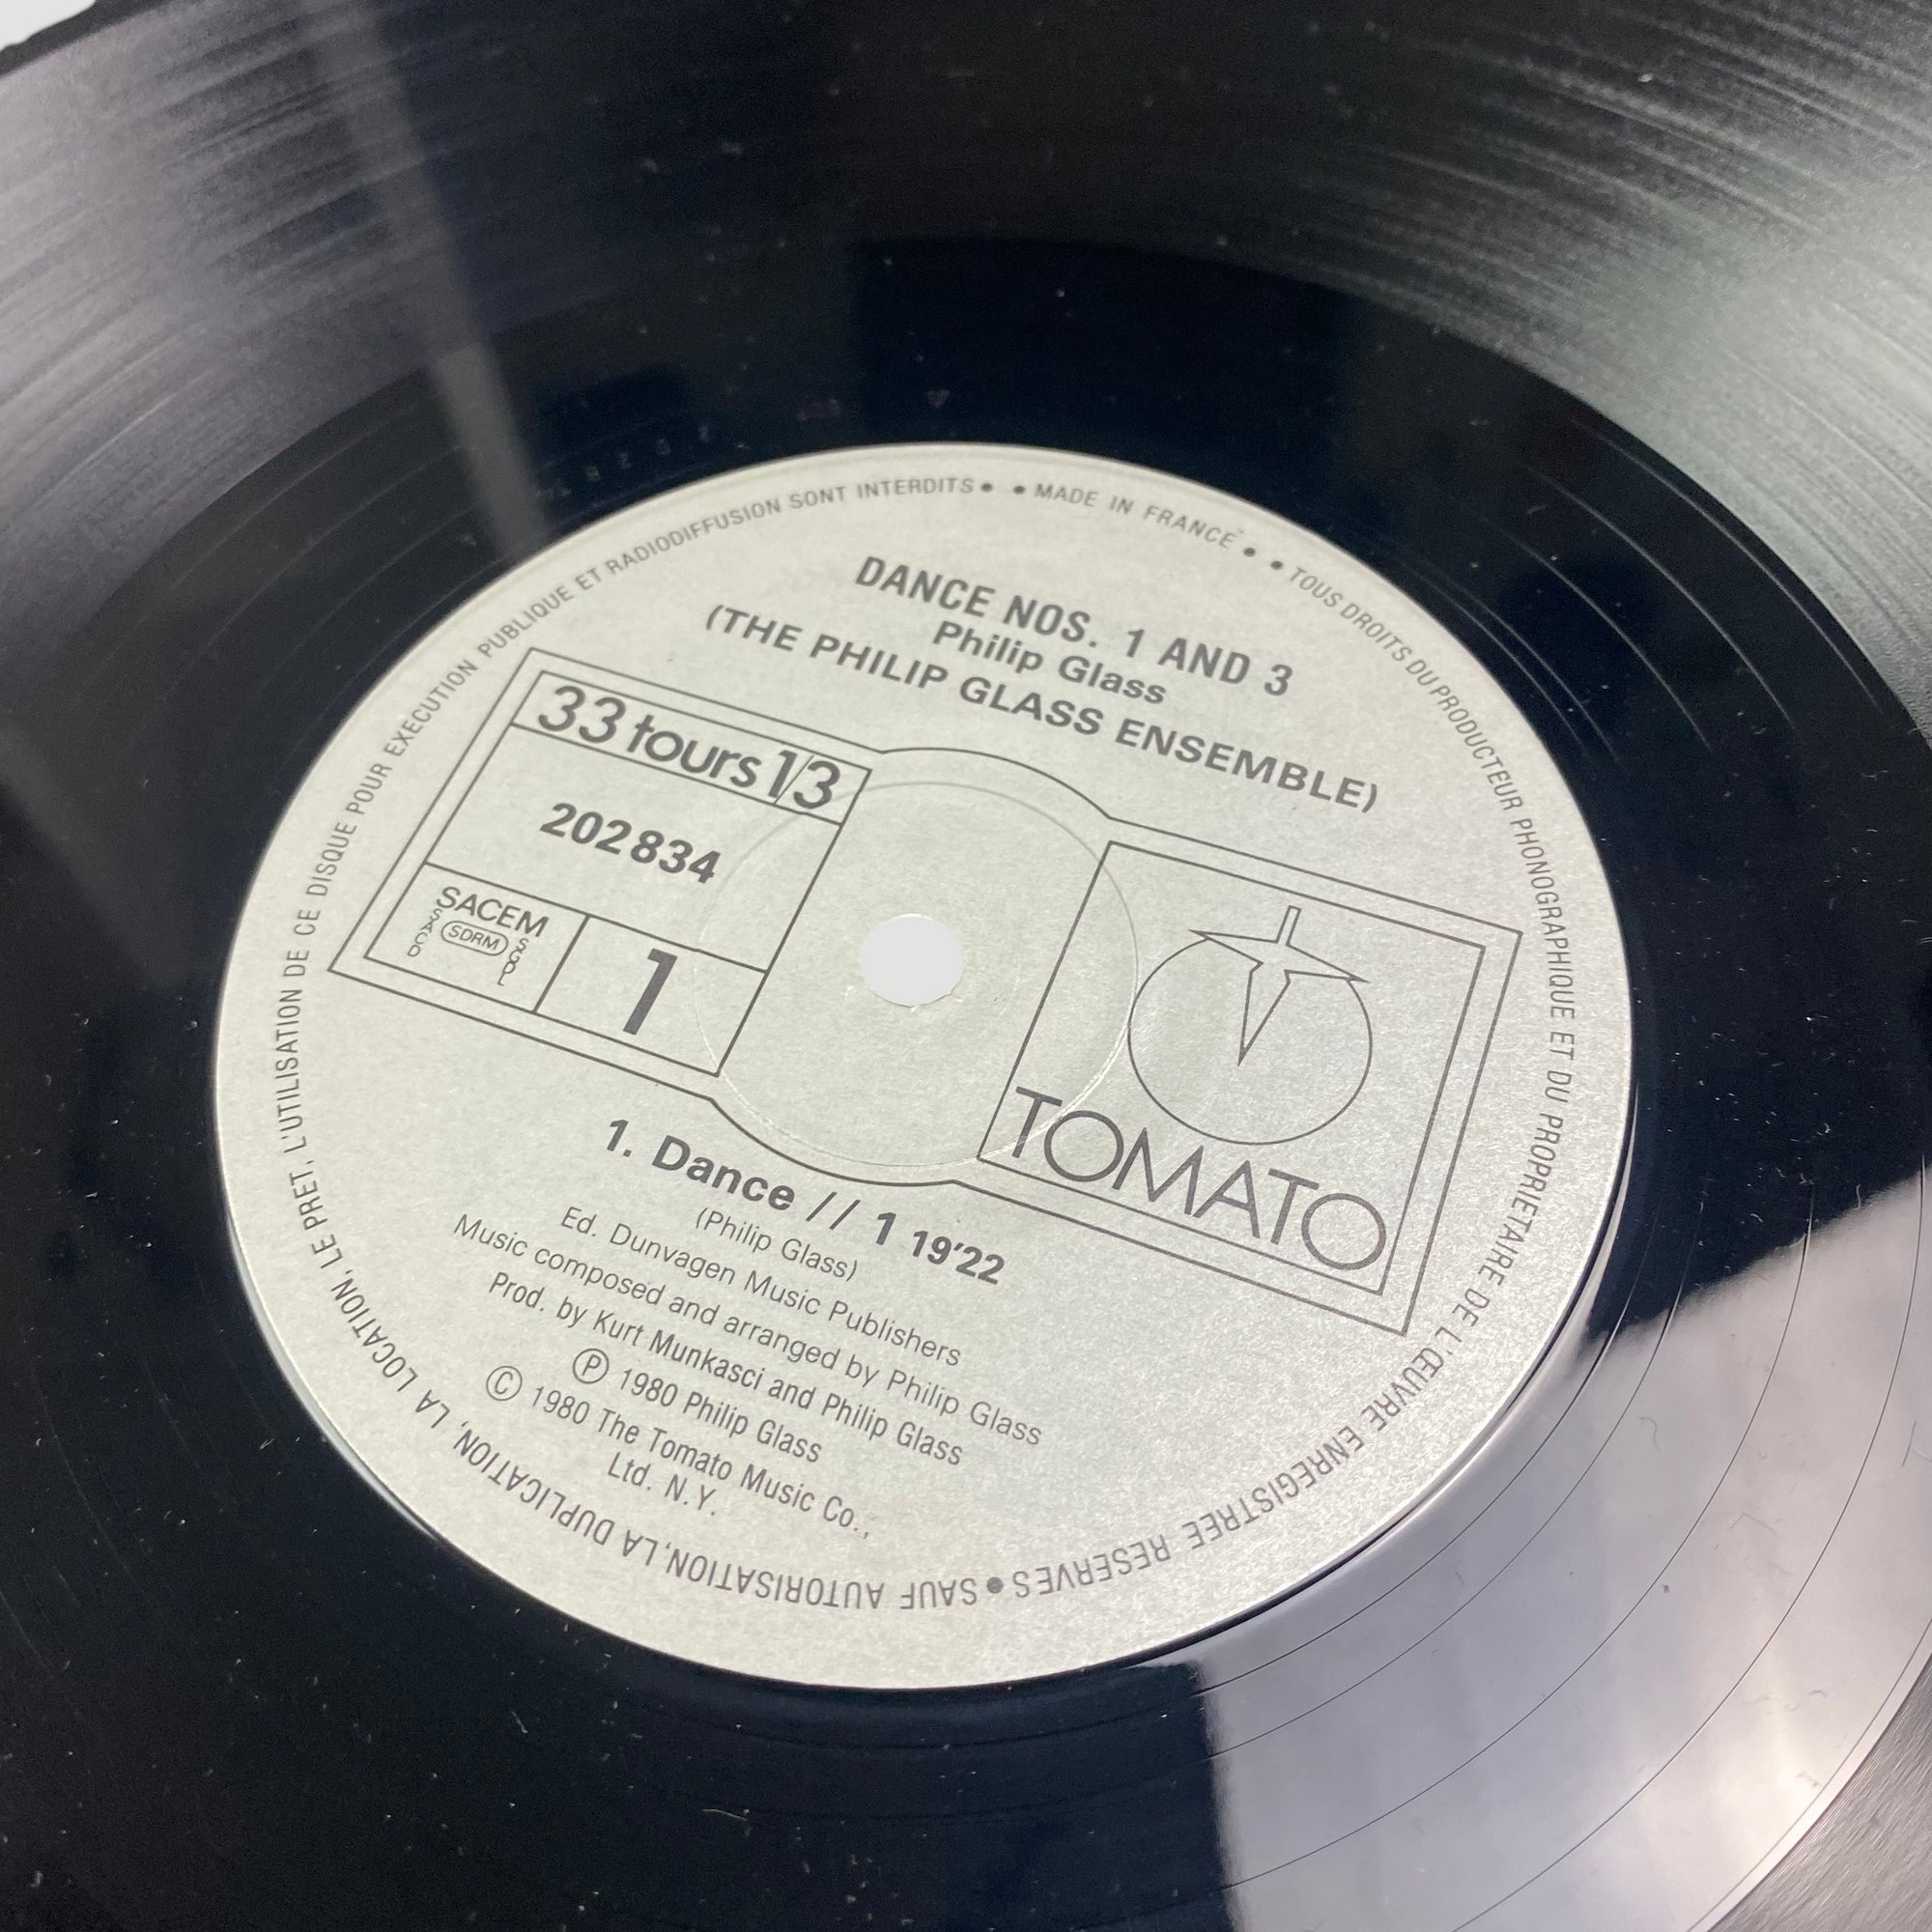 • MADE IN FRANCE •
• TOUS DROITS DU PRODUCTEUR PHONOGRAPHIQUE ET DU PROPRIETAIRE DE L'ŒUVRE ENREGISTREE RESERVES • SAUF AUTORISATION, LA DUPLICATION, LA LOCATION, LE PRET, L'UTILISATION DE CE DISQUE POUR EXECUTION PUBLIQUE ET RADIODIFFUSION SONT INTERDITS •
DANCE NOS. 1 AND 3
Philip Glass
(THE PHILIP GLASS ENSEMBLE)
33 tours 1/3
202834
SACEM
SACD
SDRM
SGDL
1
TOMATO
1. Dance // 1 19'22
(Philip Glass)
Ed. Dunvagen Music Publishers
Music composed and arranged by Philip Glass
Prod. by Kurt Munkasci and Philip Glass
Ⓟ 1980 Philip Glass
© 1980 The Tomato Music Co.,
Ltd. N.Y.